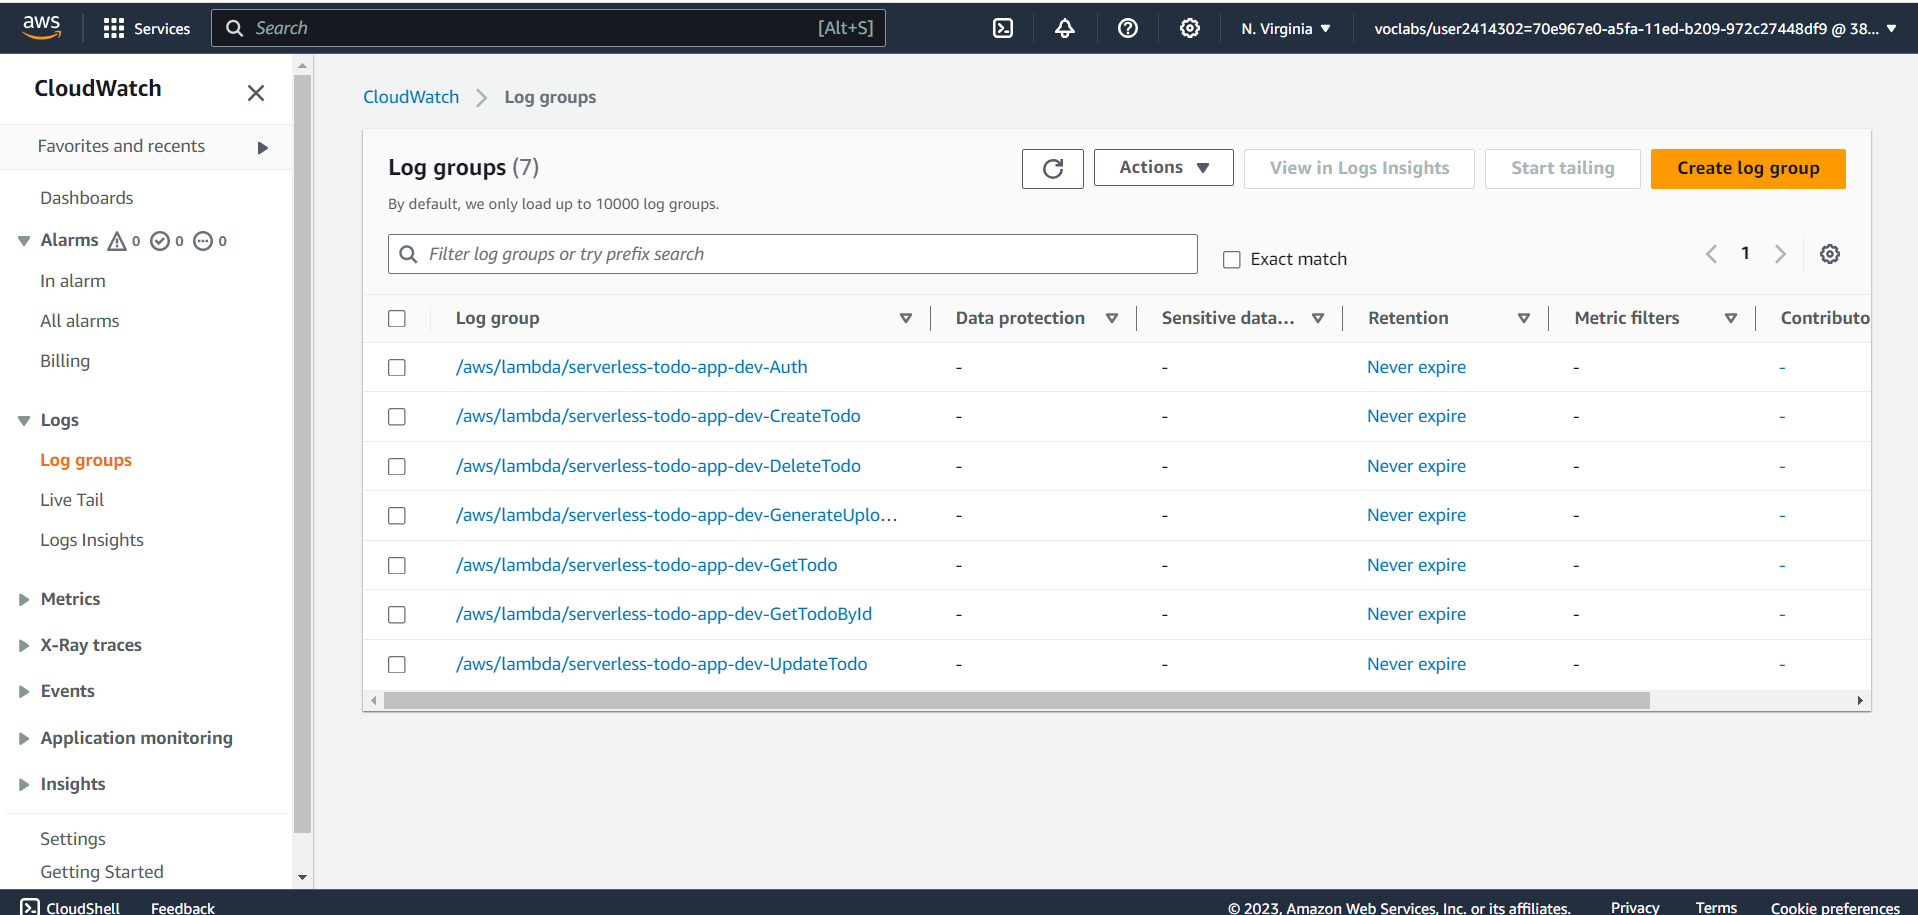 aws Services Search [Alt+S] N. Virginia voclabs/user2414302=70e967e0-a5fa-11ed-b209-972c27448df9 @ 38...
CloudWatch
Favorites and recents
Dashboards
Alarms 0 0 0
In alarm
All alarms
Billing
Logs
Log groups
Live Tail
Logs Insights
Metrics
X-Ray traces
Events
Application monitoring
Insights
Settings
Getting Started
CloudWatch Log groups
Log groups (7)
Actions View in Logs Insights Start tailing Create log group
By default, we only load up to 10000 log groups.
Filter log groups or try prefix search Exact match 1
Log group Data protection Sensitive data... Retention Metric filters Contributo
/aws/lambda/serverless-todo-app-dev-Auth - - Never expire - -
/aws/lambda/serverless-todo-app-dev-CreateTodo - - Never expire - -
/aws/lambda/serverless-todo-app-dev-DeleteTodo - - Never expire - -
/aws/lambda/serverless-todo-app-dev-GenerateUplo... - - Never expire - -
/aws/lambda/serverless-todo-app-dev-GetTodo - - Never expire - -
/aws/lambda/serverless-todo-app-dev-GetTodoById - - Never expire - -
/aws/lambda/serverless-todo-app-dev-UpdateTodo - - Never expire - -
CloudShell Feedback © 2023, Amazon Web Services, Inc. or its affiliates. Privacy Terms Cookie preferences